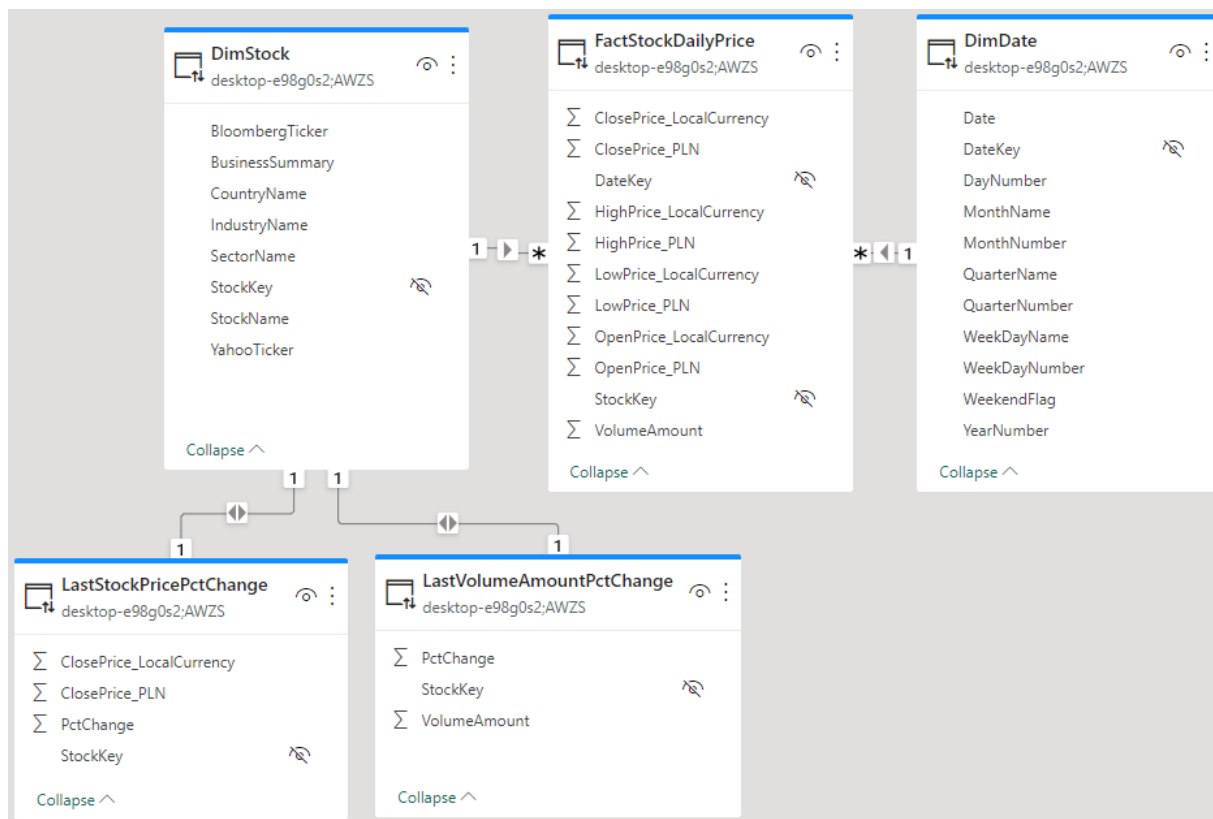 DimStock
desktop-e98g0s2;AWZS
BloombergTicker
BusinessSummary
CountryName
IndustryName
SectorName
StockKey
StockName
YahooTicker
Collapse
FactStockDailyPrice
desktop-e98g0s2;AWZS
ClosePrice_LocalCurrency
ClosePrice_PLN
DateKey
HighPrice_LocalCurrency
HighPrice_PLN
LowPrice_LocalCurrency
LowPrice_PLN
OpenPrice_LocalCurrency
OpenPrice_PLN
StockKey
VolumeAmount
Collapse
DimDate
desktop-e98g0s2;AWZS
Date
DateKey
DayNumber
MonthName
MonthNumber
QuarterName
QuarterNumber
WeekDayName
WeekDayNumber
WeekendFlag
YearNumber
Collapse
1
*
*
1
1
1
1
1
LastStockPricePctChange
desktop-e98g0s2;AWZS
ClosePrice_LocalCurrency
ClosePrice_PLN
PctChange
StockKey
Collapse
LastVolumeAmountPctChange
desktop-e98g0s2;AWZS
PctChange
StockKey
VolumeAmount
Collapse